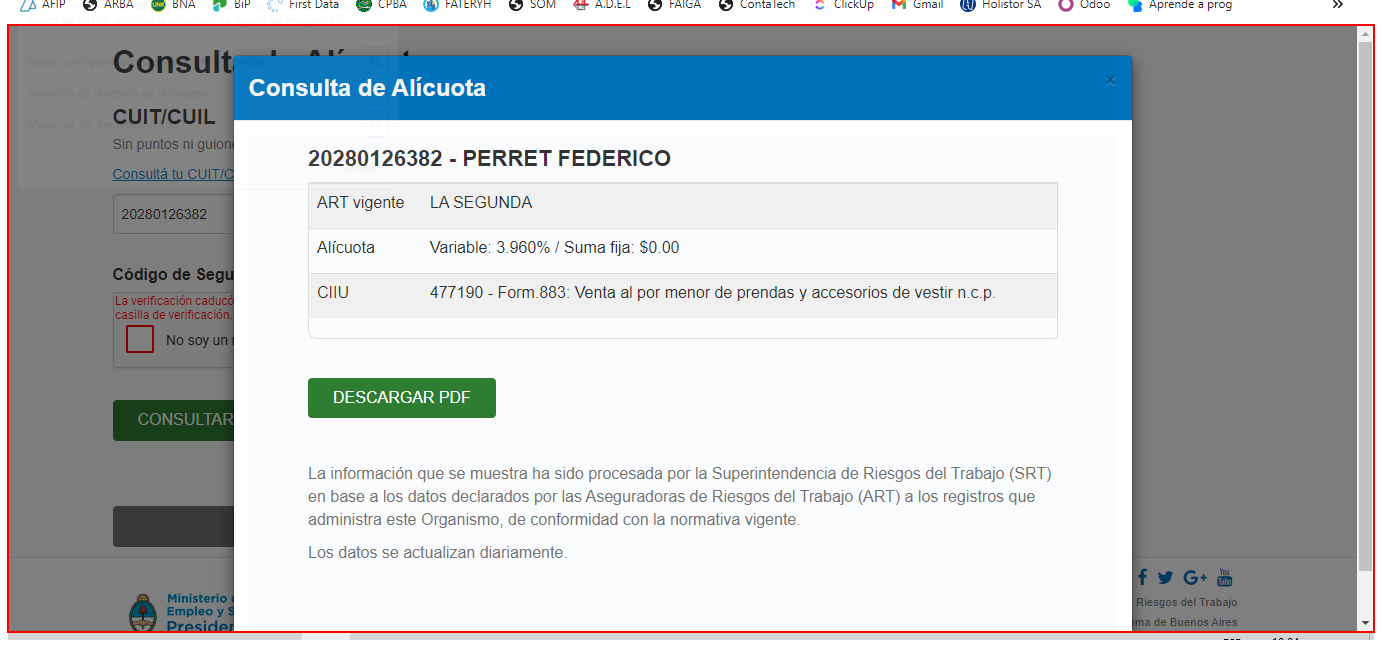 AFIP ARBA BNA BiP First Data CPBA FATERYH SOM A.D.E.L FAIGA ContaTech ClickUp Gmail Holistor SA Odoo Aprende a prog »
Consult
CUIT/CUIL
Sin puntos ni guion
Consultá tu CUIT/C
20280126382
Código de Segu
La verificación caducó
casilla de verificación.
No soy un r
CONSULTAR
Consulta de Alícuota ×
20280126382 - PERRET FEDERICO
ART vigente LA SEGUNDA
Alícuota Variable: 3.960% / Suma fija: $0.00
CIIU 477190 - Form.883: Venta al por menor de prendas y accesorios de vestir n.c.p.
DESCARGAR PDF
La información que se muestra ha sido procesada por la Superintendencia de Riesgos del Trabajo (SRT)
en base a los datos declarados por las Aseguradoras de Riesgos del Trabajo (ART) a los registros que
administra este Organismo, de conformidad con la normativa vigente.
Los datos se actualizan diariamente.
Ministerio
Empleo y S
Presiden
Riesgos del Trabajo
oma de Buenos Aires